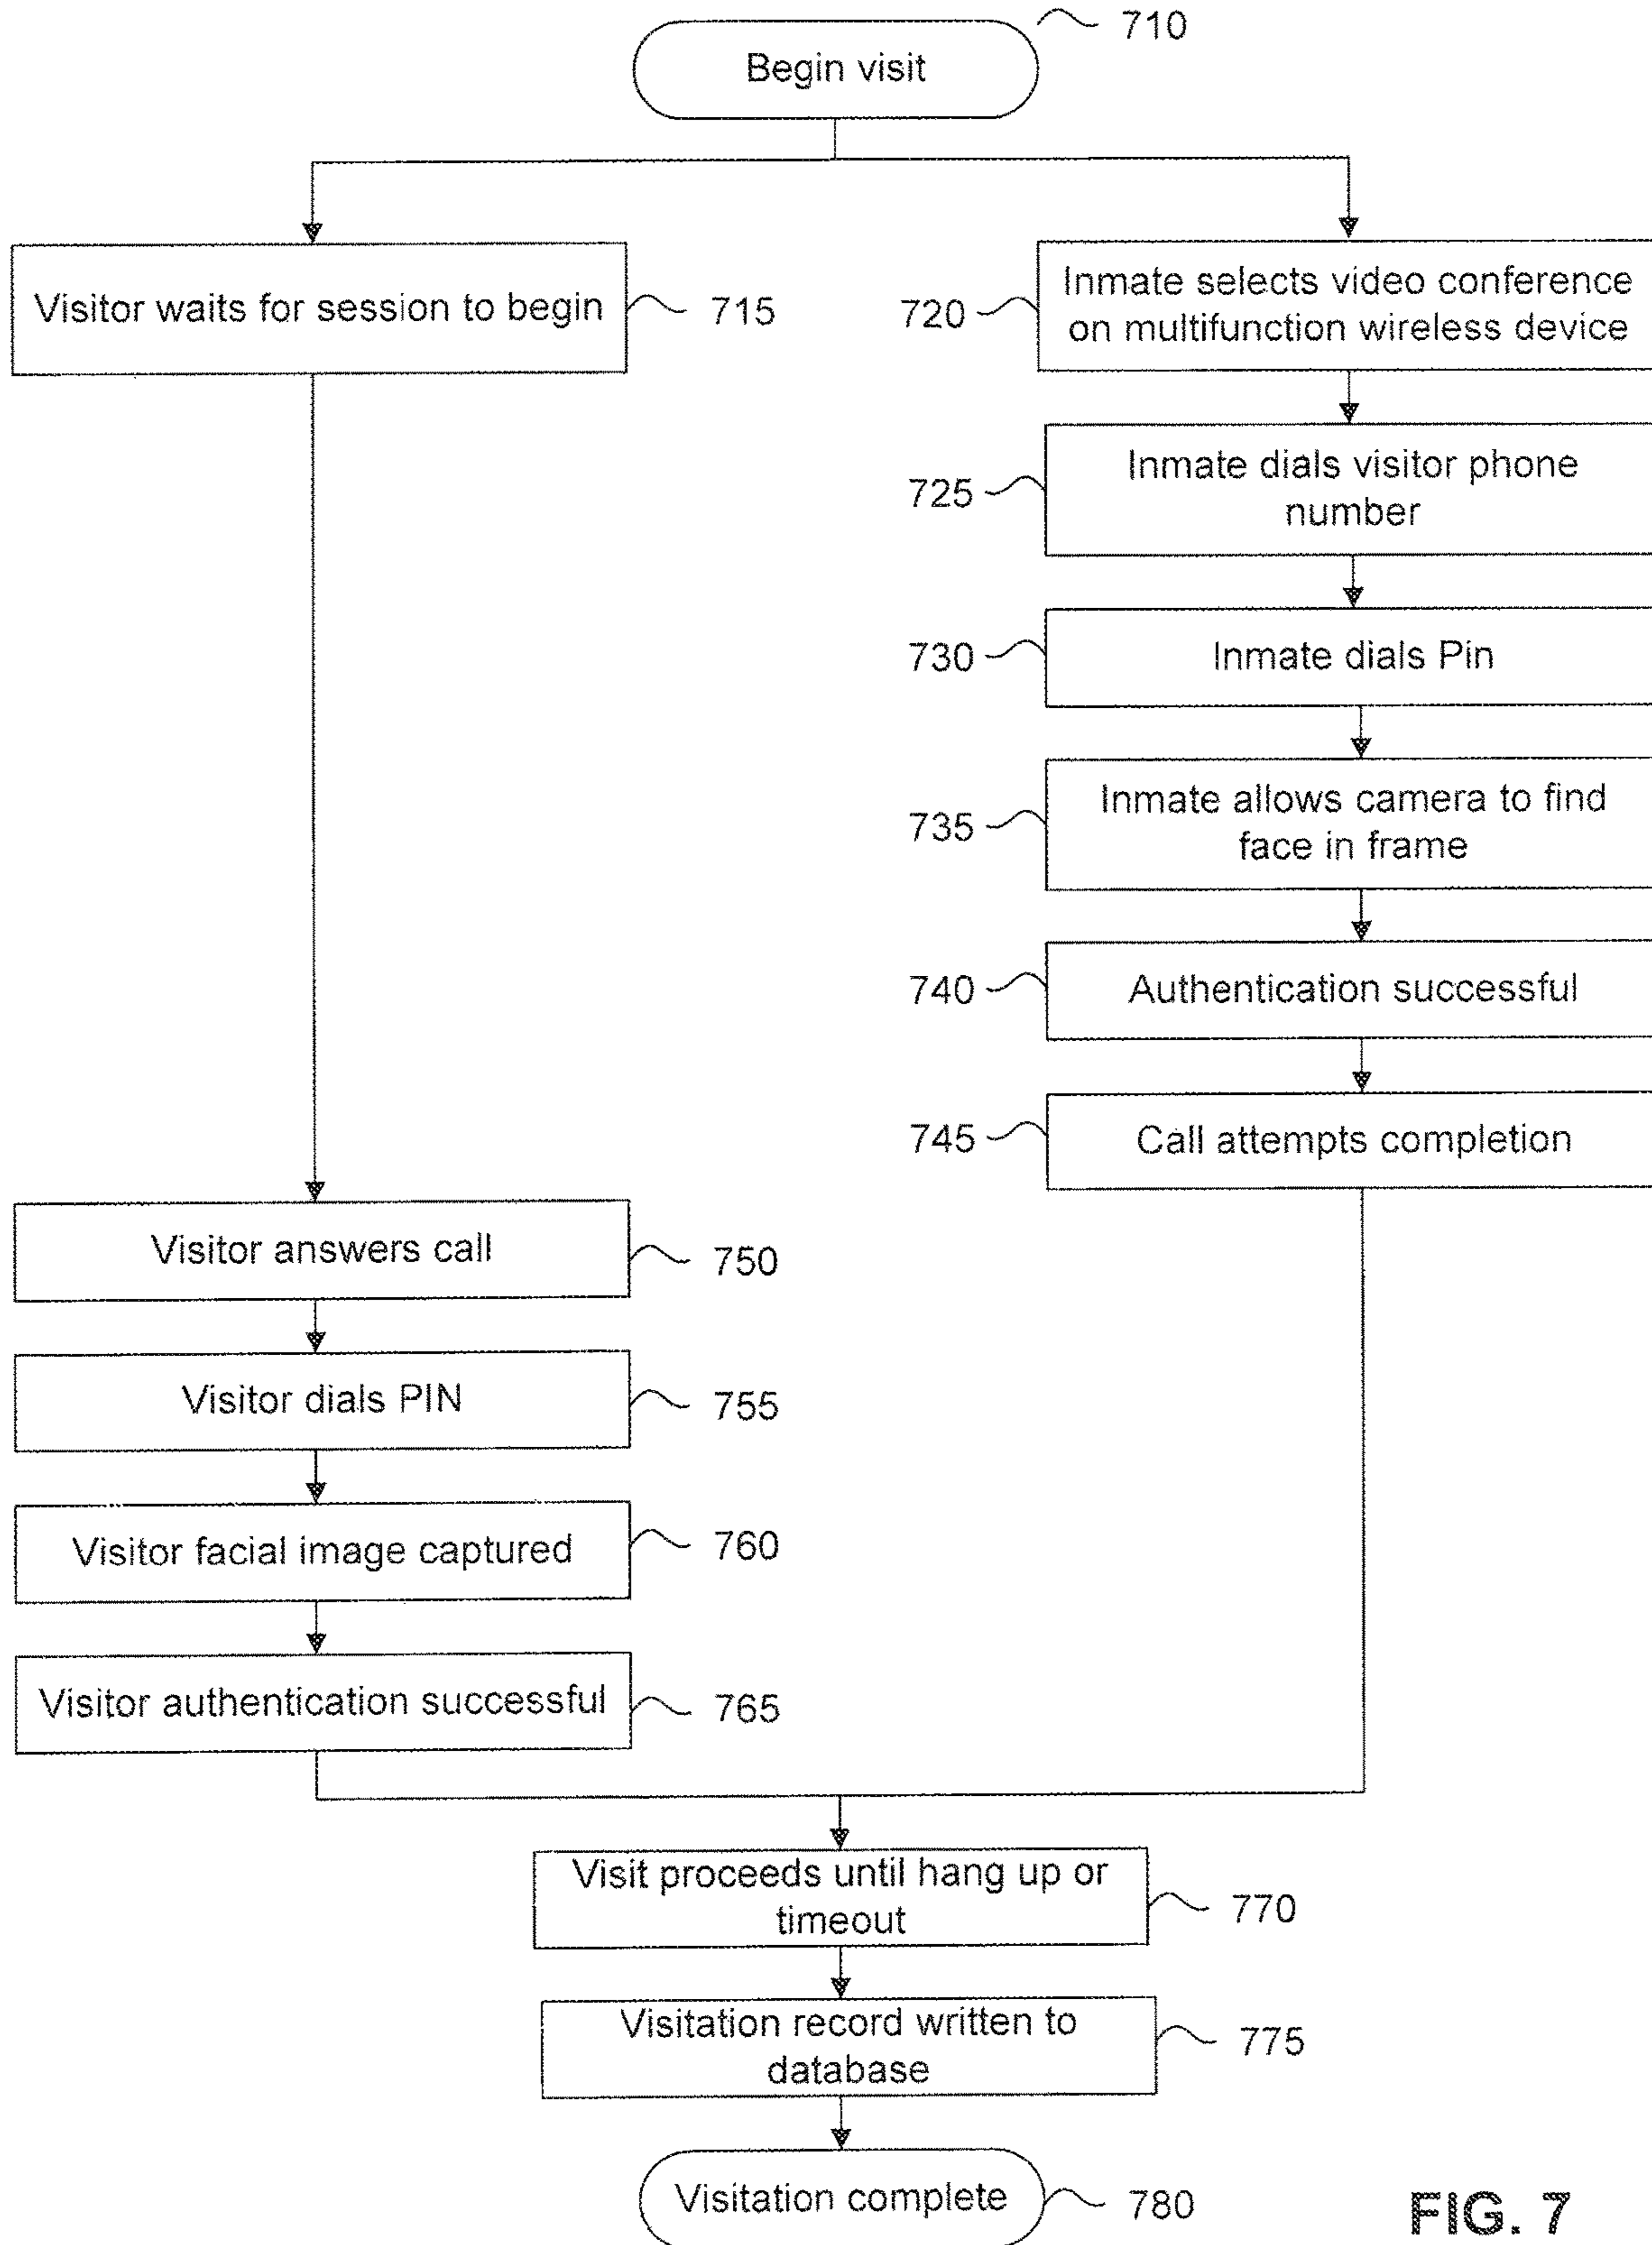 710
Begin visit
Visitor waits for session to begin
715
720
Inmate selects video conference
on multifunction wireless device
725
Inmate dials visitor phone
number
730
Inmate dials Pin
735
Inmate allows camera to find
face in frame
740
Authentication successful
745
Call attempts completion
Visitor answers call
750
Visitor dials PIN
755
Visitor facial image captured
760
Visitor authentication successful
765
Visit proceeds until hang up or
timeout
770
Visitation record written to
database
775
Visitation complete
780
FIG. 7